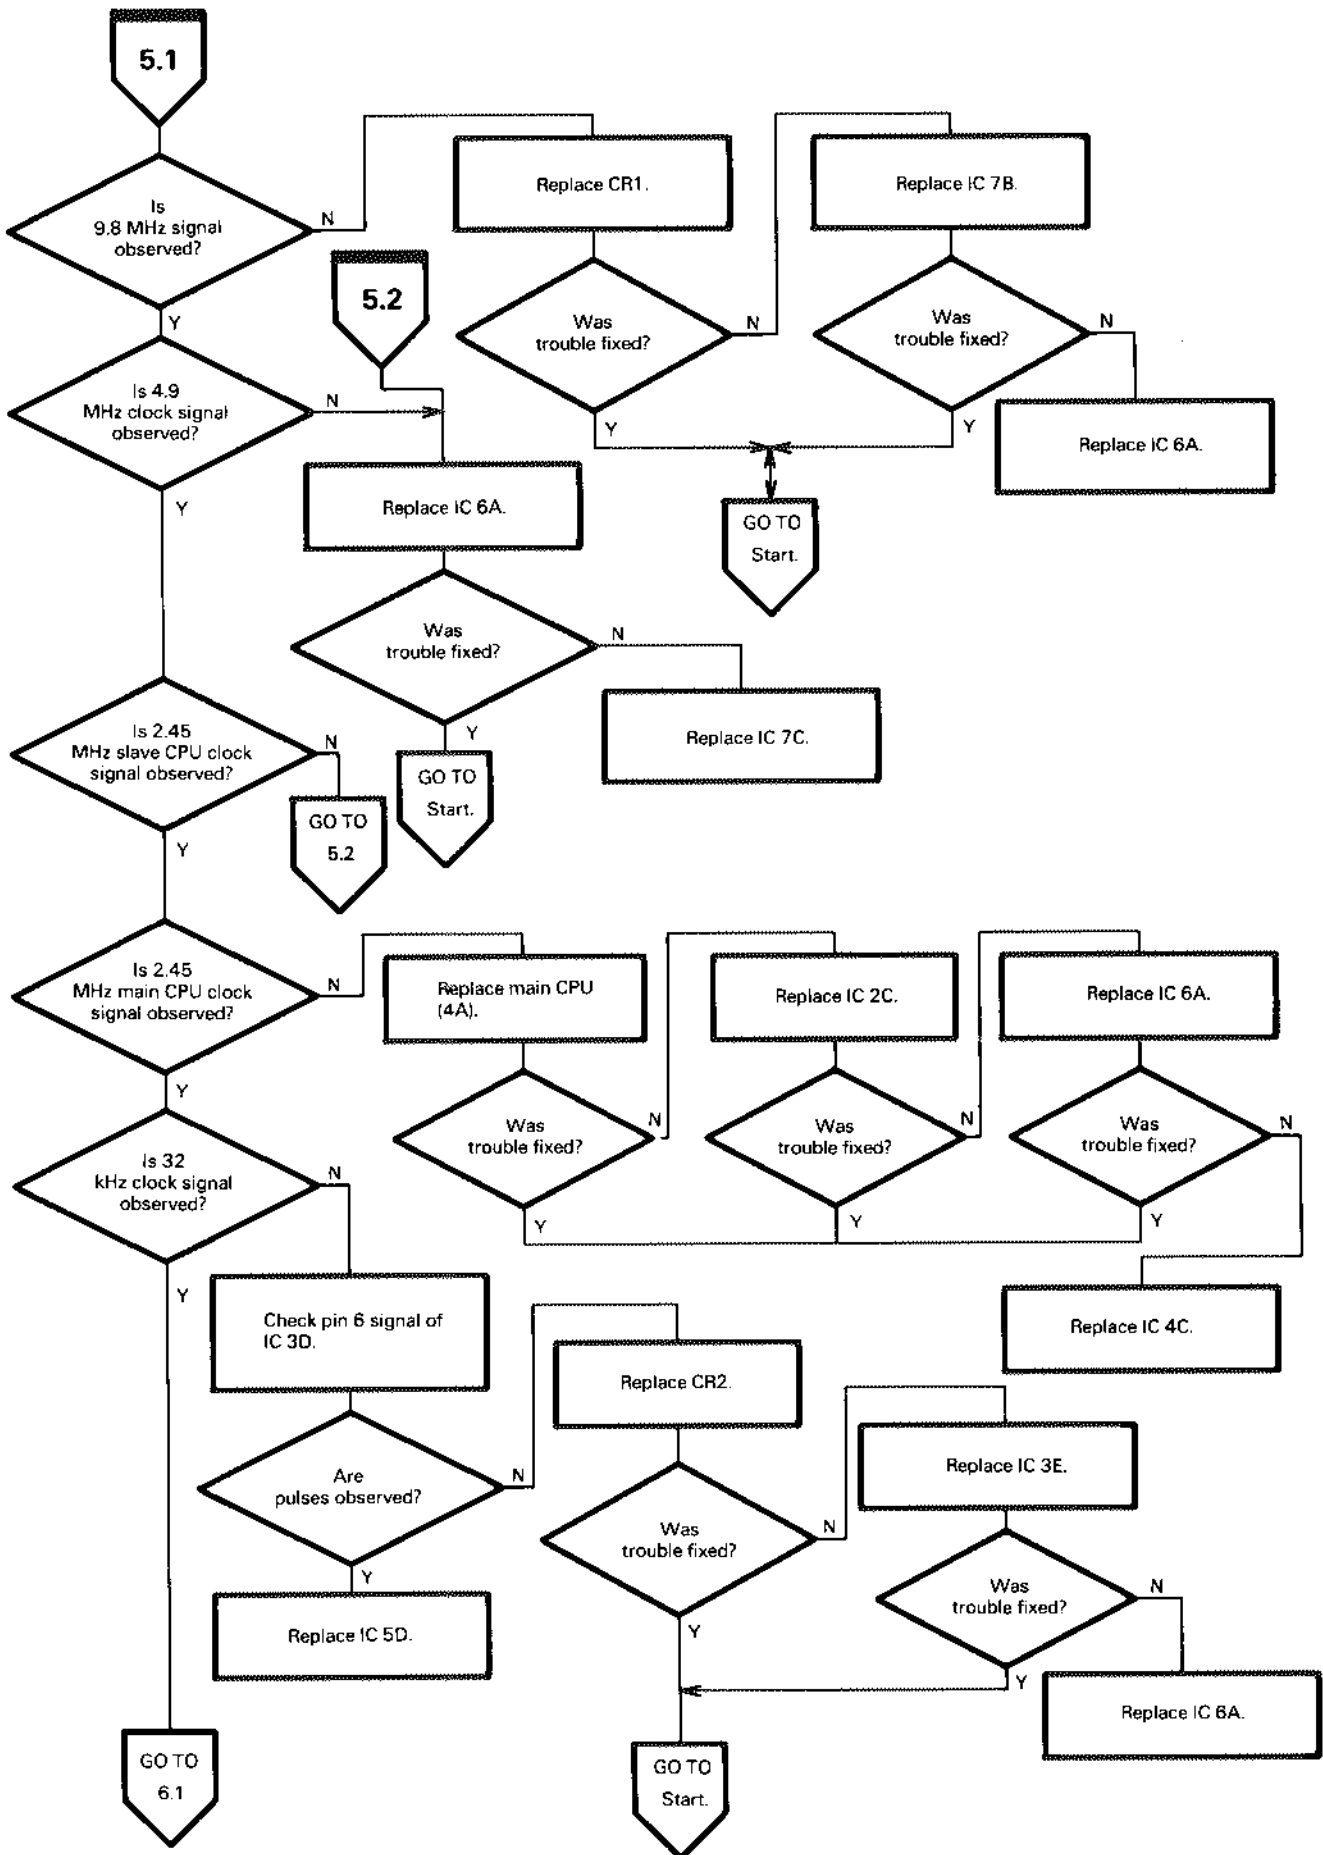 5.1
Is
9.8 MHz signal
observed?
N
Y
Replace CR1.
Was
trouble fixed?
N
Y
Replace IC 7B.
Was
trouble fixed?
N
Y
Replace IC 6A.
GO TO
Start.
5.2
Is 4.9
MHz clock signal
observed?
N
Y
Replace IC 6A.
Was
trouble fixed?
N
Y
Replace IC 7C.
GO TO
Start.
Is 2.45
MHz slave CPU clock
signal observed?
N
Y
GO TO
5.2
Is 2.45
MHz main CPU clock
signal observed?
N
Y
Replace main CPU
(4A).
Was
trouble fixed?
N
Y
Replace IC 2C.
Was
trouble fixed?
N
Y
Replace IC 6A.
Was
trouble fixed?
N
Y
Replace IC 4C.
Is 32
kHz clock signal
observed?
N
Y
Check pin 6 signal of
IC 3D.
Are
pulses observed?
N
Y
Replace IC 5D.
Replace CR2.
Was
trouble fixed?
N
Y
Replace IC 3E.
Was
trouble fixed?
N
Y
Replace IC 6A.
GO TO
6.1
GO TO
Start.